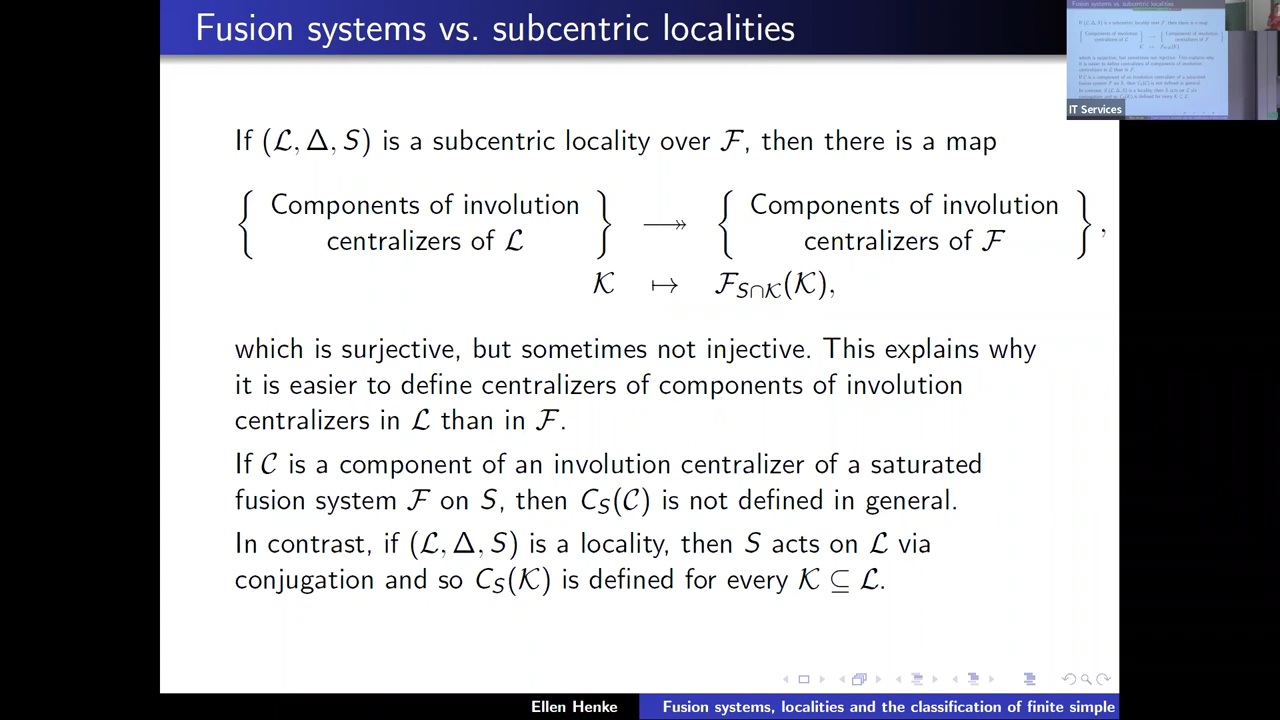 Fusion systems vs. subcentric localities
If (ℒ, Δ, S) is a subcentric locality over ℱ, then there is a map
{ Components of involution centralizers of ℒ } ↠ { Components of involution centralizers of ℱ },
𝒦 ↦ ℱ_{S∩𝒦}(𝒦),
which is surjective, but sometimes not injective. This explains why
it is easier to define centralizers of components of involution
centralizers in ℒ than in ℱ.
If 𝒞 is a component of an involution centralizer of a saturated
fusion system ℱ on S, then C_S(𝒞) is not defined in general.
In contrast, if (ℒ, Δ, S) is a locality, then S acts on ℒ via
conjugation and so C_S(𝒦) is defined for every 𝒦 ⊆ ℒ.
Ellen Henke
Fusion systems, localities and the classification of finite simple
IT Services